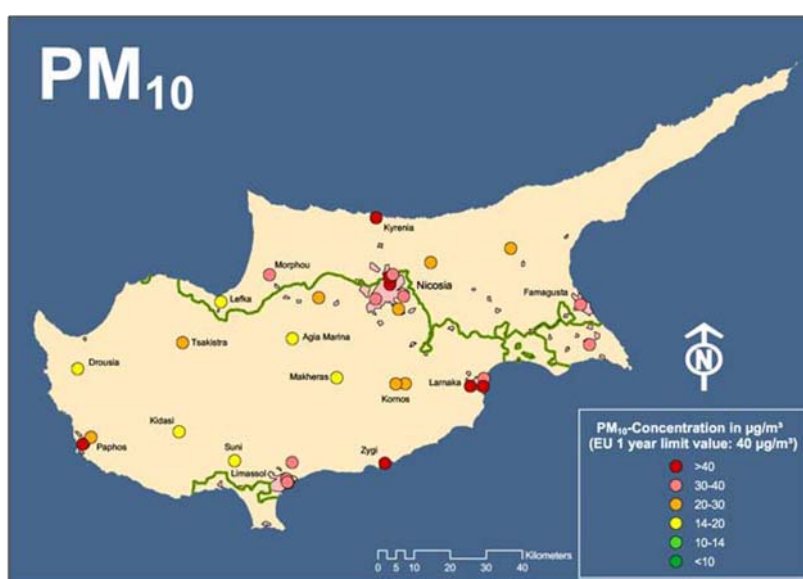 PM₁₀
Kyrenia
Morphou
Nicosia
Famagusta
Lefka
Tsakistra
Agia Marina
Drousia
Makheras
Larnaka
Kornos
Kidasi
Paphos
Suni
Zygi
Limassol
N
PM₁₀-Concentration in µg/m³
(EU 1 year limit value: 40 µg/m³)
>40
30-40
20-30
14-20
10-14
<10
Kilometers
0 5 10 20 30 40